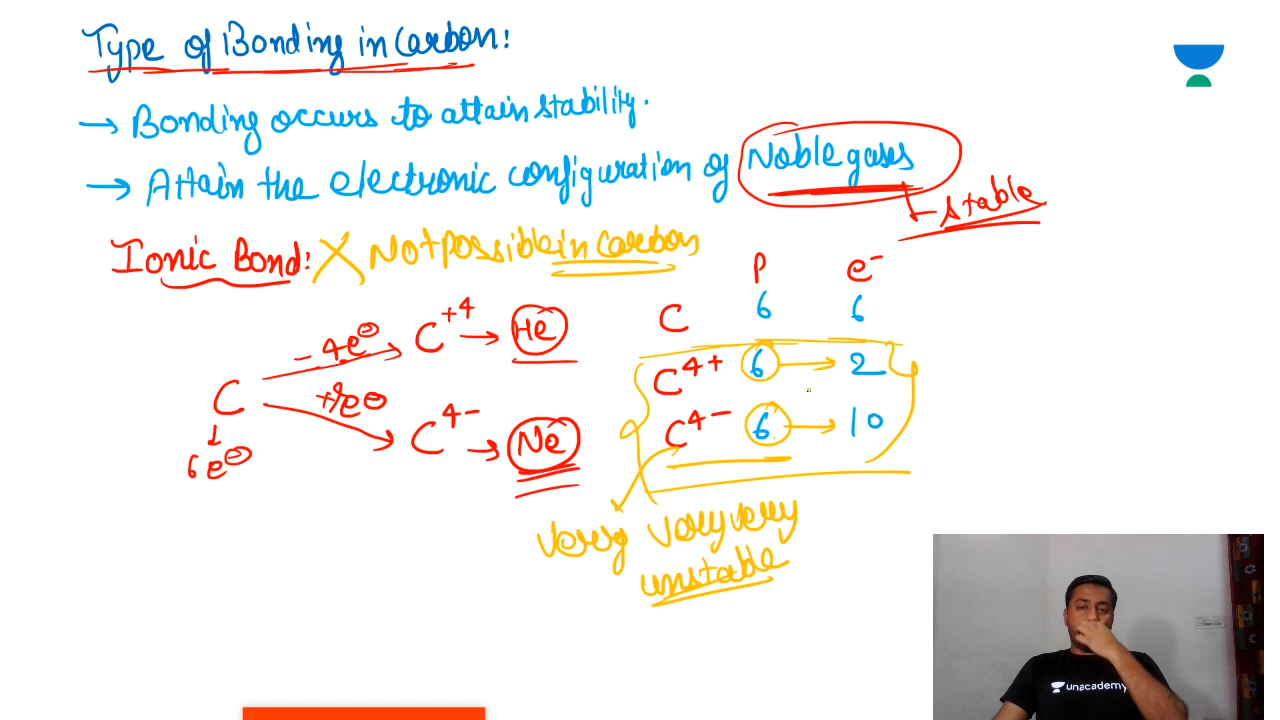 Type of Bonding in Carbon:
→ Bonding occurs to attain stability.
→ Attain the electronic configuration of Noble gases
↳ stable
Ionic Bond: X Not possible in carbon
P e⁻
C 6 6
C⁴⁺ 6 → 2
C⁴⁻ 6 → 10
-4e⊖ C⁺⁴ → He
C
+4e⊖ C⁴⁻ → Ne
6e⊖
very very very
unstable
unacademy